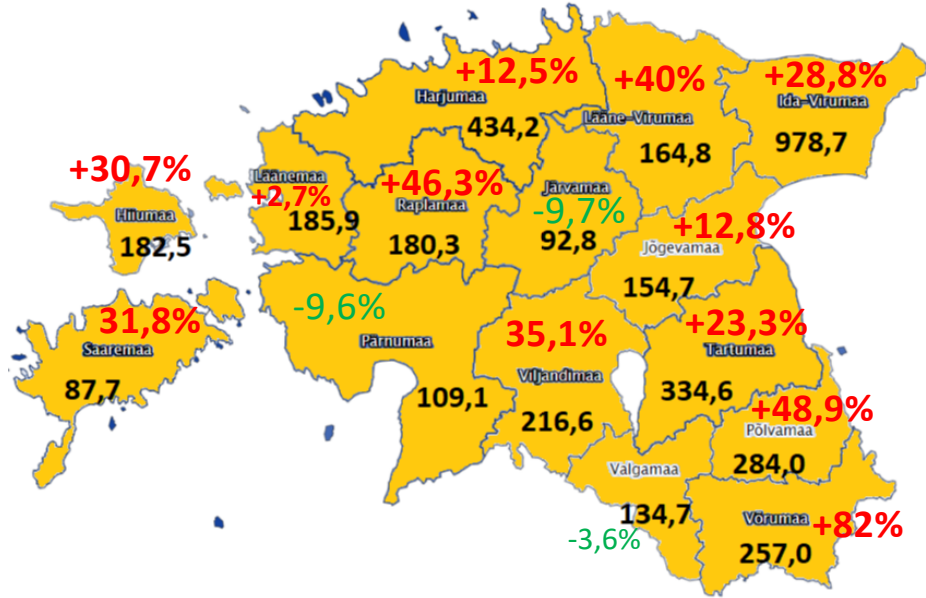 +12,5%
Harjumaa
434,2
+40%
Lääne-Virumaa
164,8
+28,8%
Ida-Virumaa
978,7
+30,7%
Hiiumaa
182,5
Läänemaa
+2,7%
185,9
+46,3%
Raplamaa
180,3
Järvamaa
-9,7%
92,8
+12,8%
Jõgevamaa
154,7
31,8%
Saaremaa
87,7
-9,6%
Pärnumaa
109,1
35,1%
Viljandimaa
216,6
+23,3%
Tartumaa
334,6
+48,9%
Põlvamaa
284,0
Valgamaa
134,7
-3,6%
Võrumaa
+82%
257,0